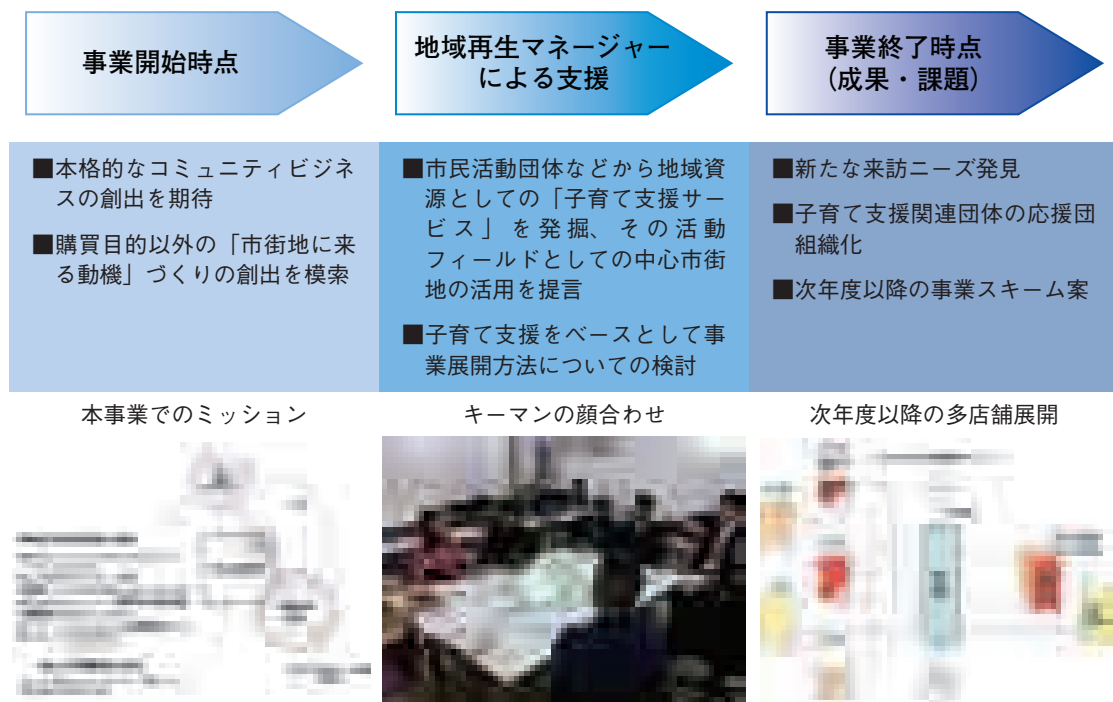 事業開始時点
地域再生マネージャー
による支援
事業終了時点
(成果・課題)
■本格的なコミュニティビジネ
スの創出を期待
■購買目的以外の「市街地に来
る動機」づくりの創出を模索
■市民活動団体などから地域資
源としての「子育て支援サー
ビス」を発掘、その活動
フィールドとしての中心市街
地の活用を提言
■子育て支援をベースとして事
業展開方法についての検討
■新たな来訪ニーズ発見
■子育て支援関連団体の応援団
組織化
■次年度以降の事業スキーム案
本事業でのミッション
キーマンの顔合わせ
次年度以降の多店舗展開